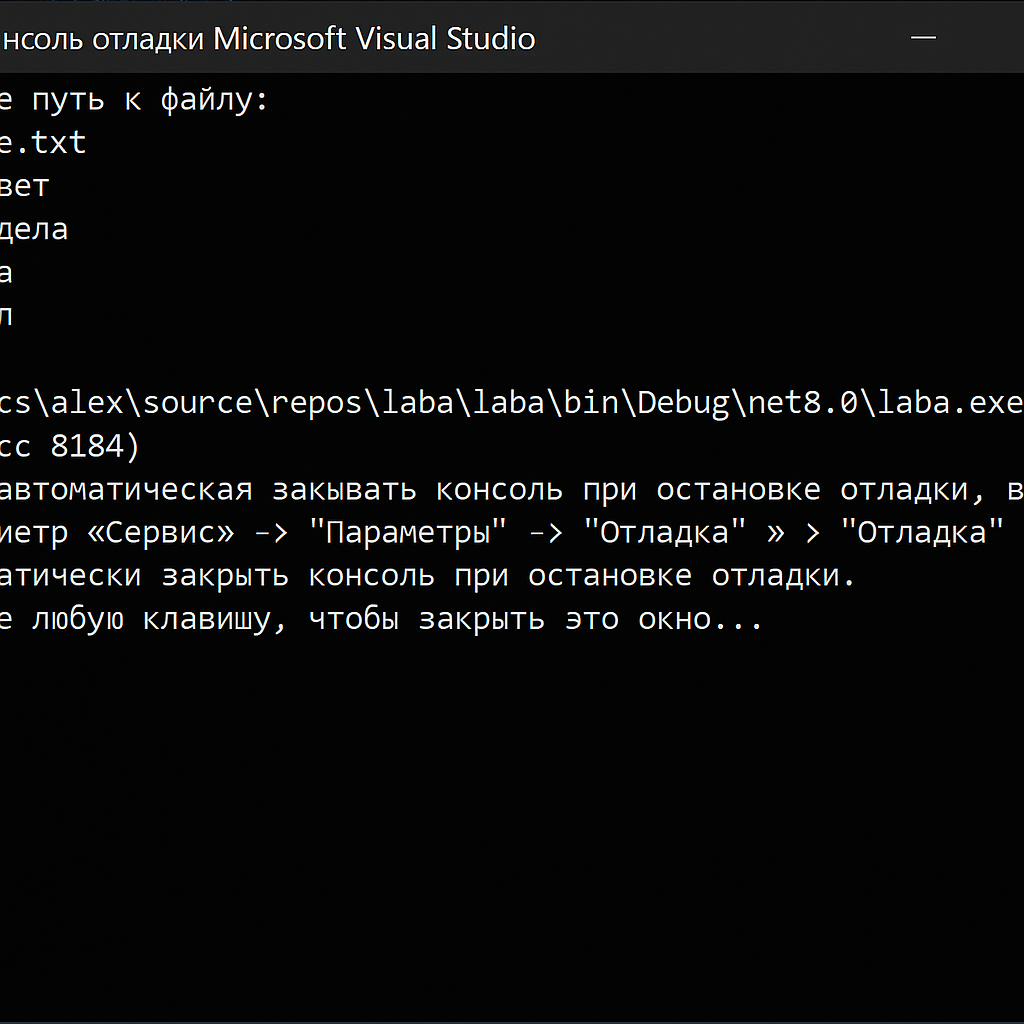 нсоль отладки Microsoft Visual Studio
е путь к файлу:
e.txt
вет
дела
а
л
cs\alex\source\repos\laba\laba\bin\Debug\net8.0\laba.exe
сс 8184)
автоматическая закывать консоль при остановке отладки, в
иетр «Сервис» -> "Параметры" -> "Отладка" » > "Отладка"
атически закрыть консоль при остановке отладки.
е любую клавишу, чтобы закрыть это окно...